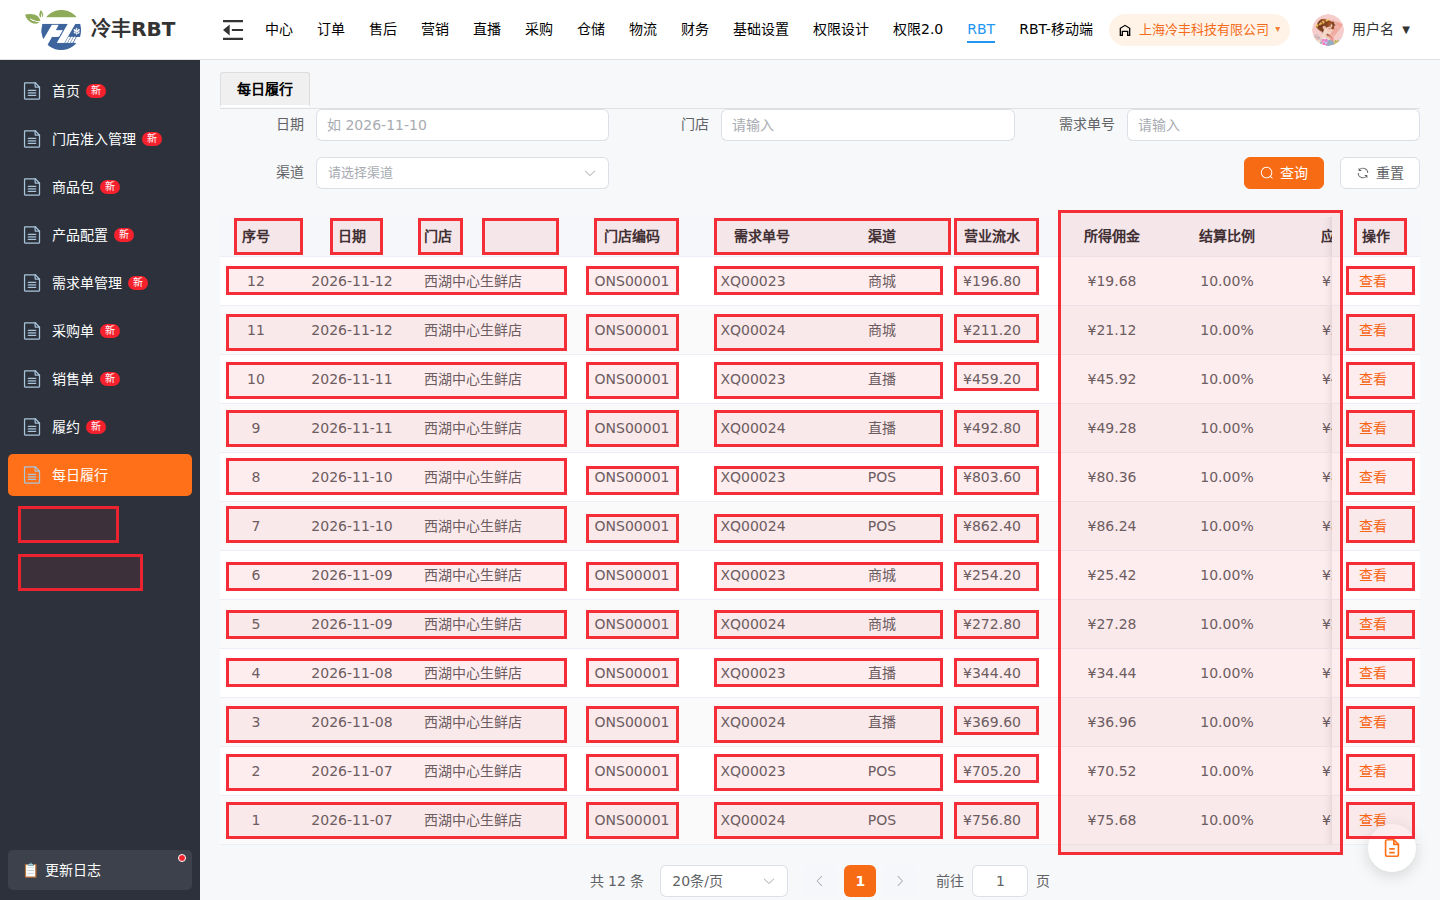 冷丰RBT 中心 订单 售后 营销 直播 采购 仓储 物流 财务 基础设置 权限设计 权限2.0 RBT RBT-移动端 上海冷丰科技有限公司 用户名
首页 新
门店准入管理 新
商品包 新
产品配置 新
需求单管理 新
采购单 新
销售单 新
履约 新
每日履行
更新日志
每日履行
日期 如 2026-11-10 门店 请输入 需求单号 请输入
渠道 请选择渠道 查询 重置
序号 日期 门店 门店编码 需求单号 渠道 营业流水 所得佣金 结算比例 应 操作
12 2026-11-12 西湖中心生鲜店 ONS00001 XQ00023 商城 ¥196.80 ¥19.68 10.00% ¥ 查看
11 2026-11-12 西湖中心生鲜店 ONS00001 XQ00024 商城 ¥211.20 ¥21.12 10.00% ¥ 查看
10 2026-11-11 西湖中心生鲜店 ONS00001 XQ00023 直播 ¥459.20 ¥45.92 10.00% ¥ 查看
9 2026-11-11 西湖中心生鲜店 ONS00001 XQ00024 直播 ¥492.80 ¥49.28 10.00% ¥ 查看
8 2026-11-10 西湖中心生鲜店 ONS00001 XQ00023 POS ¥803.60 ¥80.36 10.00% ¥ 查看
7 2026-11-10 西湖中心生鲜店 ONS00001 XQ00024 POS ¥862.40 ¥86.24 10.00% ¥ 查看
6 2026-11-09 西湖中心生鲜店 ONS00001 XQ00023 商城 ¥254.20 ¥25.42 10.00% ¥ 查看
5 2026-11-09 西湖中心生鲜店 ONS00001 XQ00024 商城 ¥272.80 ¥27.28 10.00% ¥ 查看
4 2026-11-08 西湖中心生鲜店 ONS00001 XQ00023 直播 ¥344.40 ¥34.44 10.00% ¥ 查看
3 2026-11-08 西湖中心生鲜店 ONS00001 XQ00024 直播 ¥369.60 ¥36.96 10.00% ¥ 查看
2 2026-11-07 西湖中心生鲜店 ONS00001 XQ00023 POS ¥705.20 ¥70.52 10.00% ¥ 查看
1 2026-11-07 西湖中心生鲜店 ONS00001 XQ00024 POS ¥756.80 ¥75.68 10.00% ¥ 查看
共 12 条 20条/页 1 前往 1 页